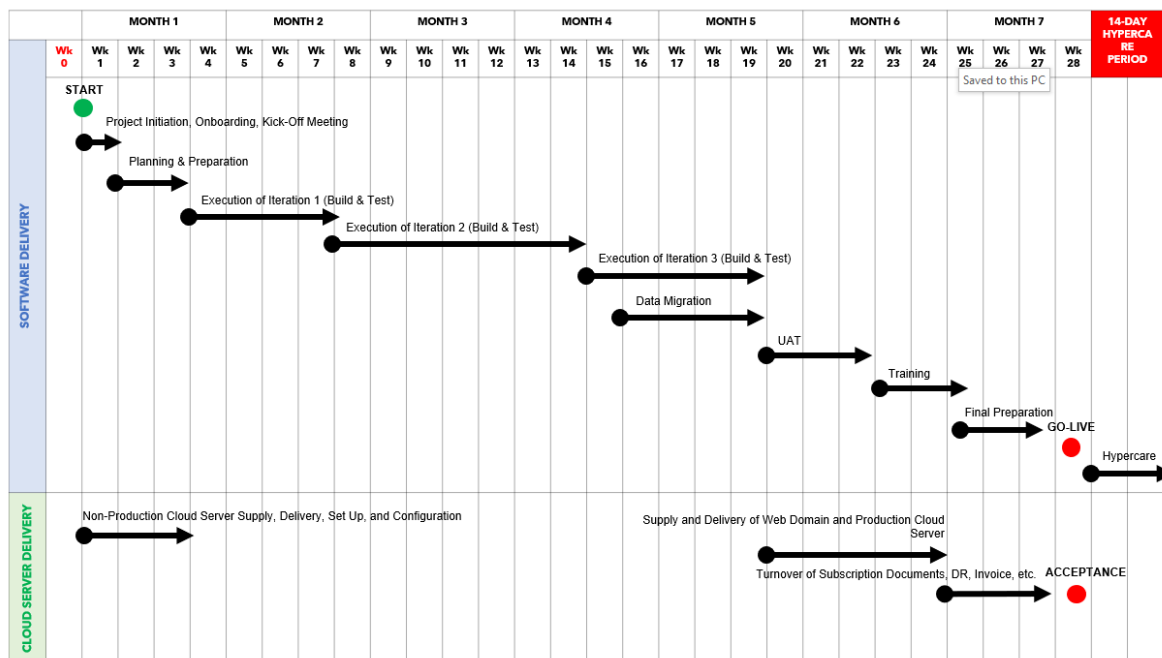 MONTH 1 MONTH 2 MONTH 3 MONTH 4 MONTH 5 MONTH 6 MONTH 7 14-DAY
HYPERCA
RE
PERIOD
Wk Wk Wk Wk Wk Wk Wk Wk Wk Wk Wk Wk Wk Wk Wk Wk Wk Wk Wk Wk Wk Wk Wk Wk Wk Wk Wk Wk Wk
0 1 2 3 4 5 6 7 8 9 10 11 12 13 14 15 16 17 18 19 20 21 22 23 24 25 26 27 28
Saved to this PC
SOFTWARE DELIVERY
START
Project Initiation, Onboarding, Kick-Off Meeting
Planning & Preparation
Execution of Iteration 1 (Build & Test)
Execution of Iteration 2 (Build & Test)
Execution of Iteration 3 (Build & Test)
Data Migration
UAT
Training
Final Preparation
GO-LIVE
Hypercare
CLOUD SERVER DELIVERY
Non-Production Cloud Server Supply, Delivery, Set Up, and Configuration
Supply and Delivery of Web Domain and Production Cloud
Server
Turnover of Subscription Documents, DR, Invoice, etc.
ACCEPTANCE